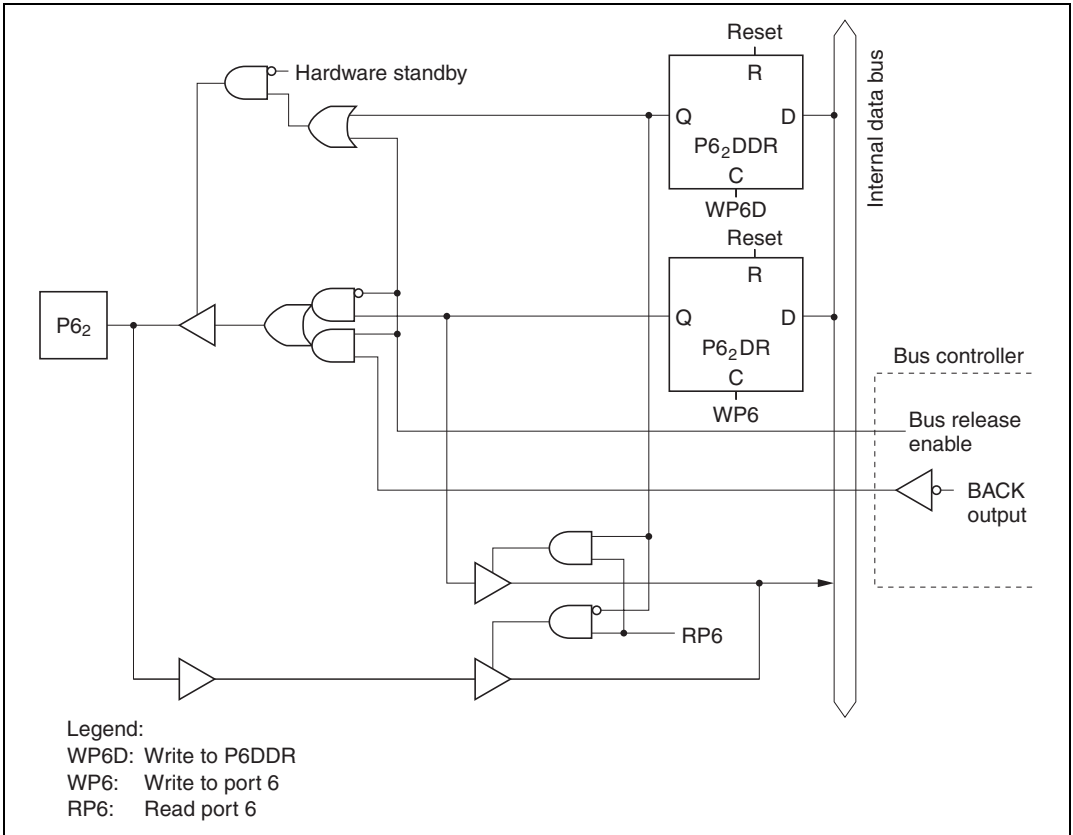 Reset
Hardware standby
R
Q
D
P6₂DDR
C
WP6D
Internal data bus
Reset
R
P6₂
Q
D
P6₂DR
C
WP6
Bus controller
Bus release
enable
BACK
output
RP6
Legend:
WP6D: Write to P6DDR
WP6: Write to port 6
RP6: Read port 6